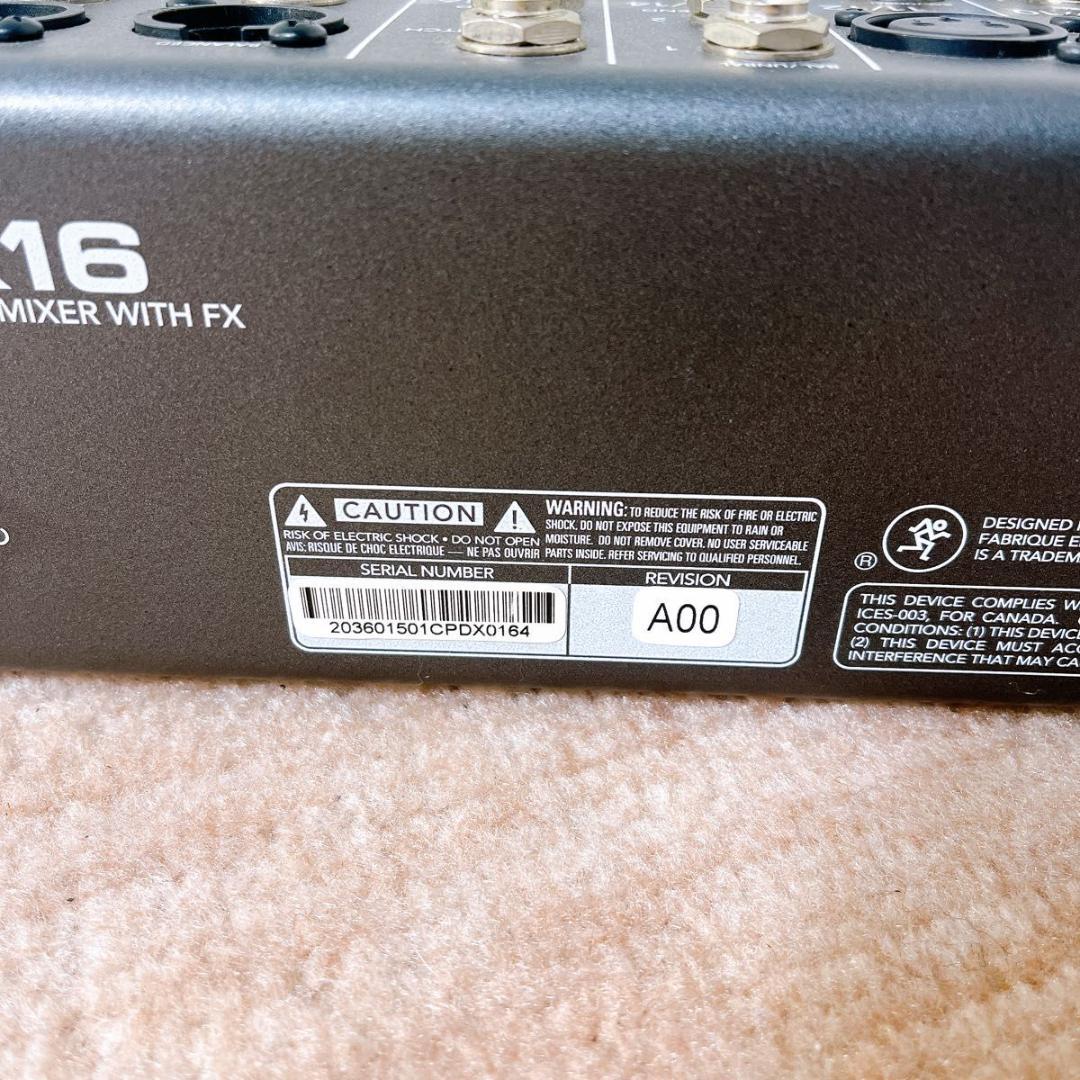 BALANCED
16
MIXER WITH FX
CAUTION
RISK OF ELECTRIC SHOCK • DO NOT OPEN
AVIS: RISQUE DE CHOC ELECTRIQUE — NE PAS OUVRIR
WARNING: TO REDUCE THE RISK OF FIRE OR ELECTRIC
SHOCK, DO NOT EXPOSE THIS EQUIPMENT TO RAIN OR
MOISTURE. DO NOT REMOVE COVER. NO USER SERVICEABLE
PARTS INSIDE. REFER SERVICING TO QUALIFIED PERSONNEL.
SERIAL NUMBER
203601501CPDX0164
REVISION
A00
®
DESIGNED
FABRIQUE E
IS A TRADEM
THIS DEVICE COMPLIES W
ICES-003, FOR CANADA.
CONDITIONS: (1) THIS DEVIC
(2) THIS DEVICE MUST AC
INTERFERENCE THAT MAY CA